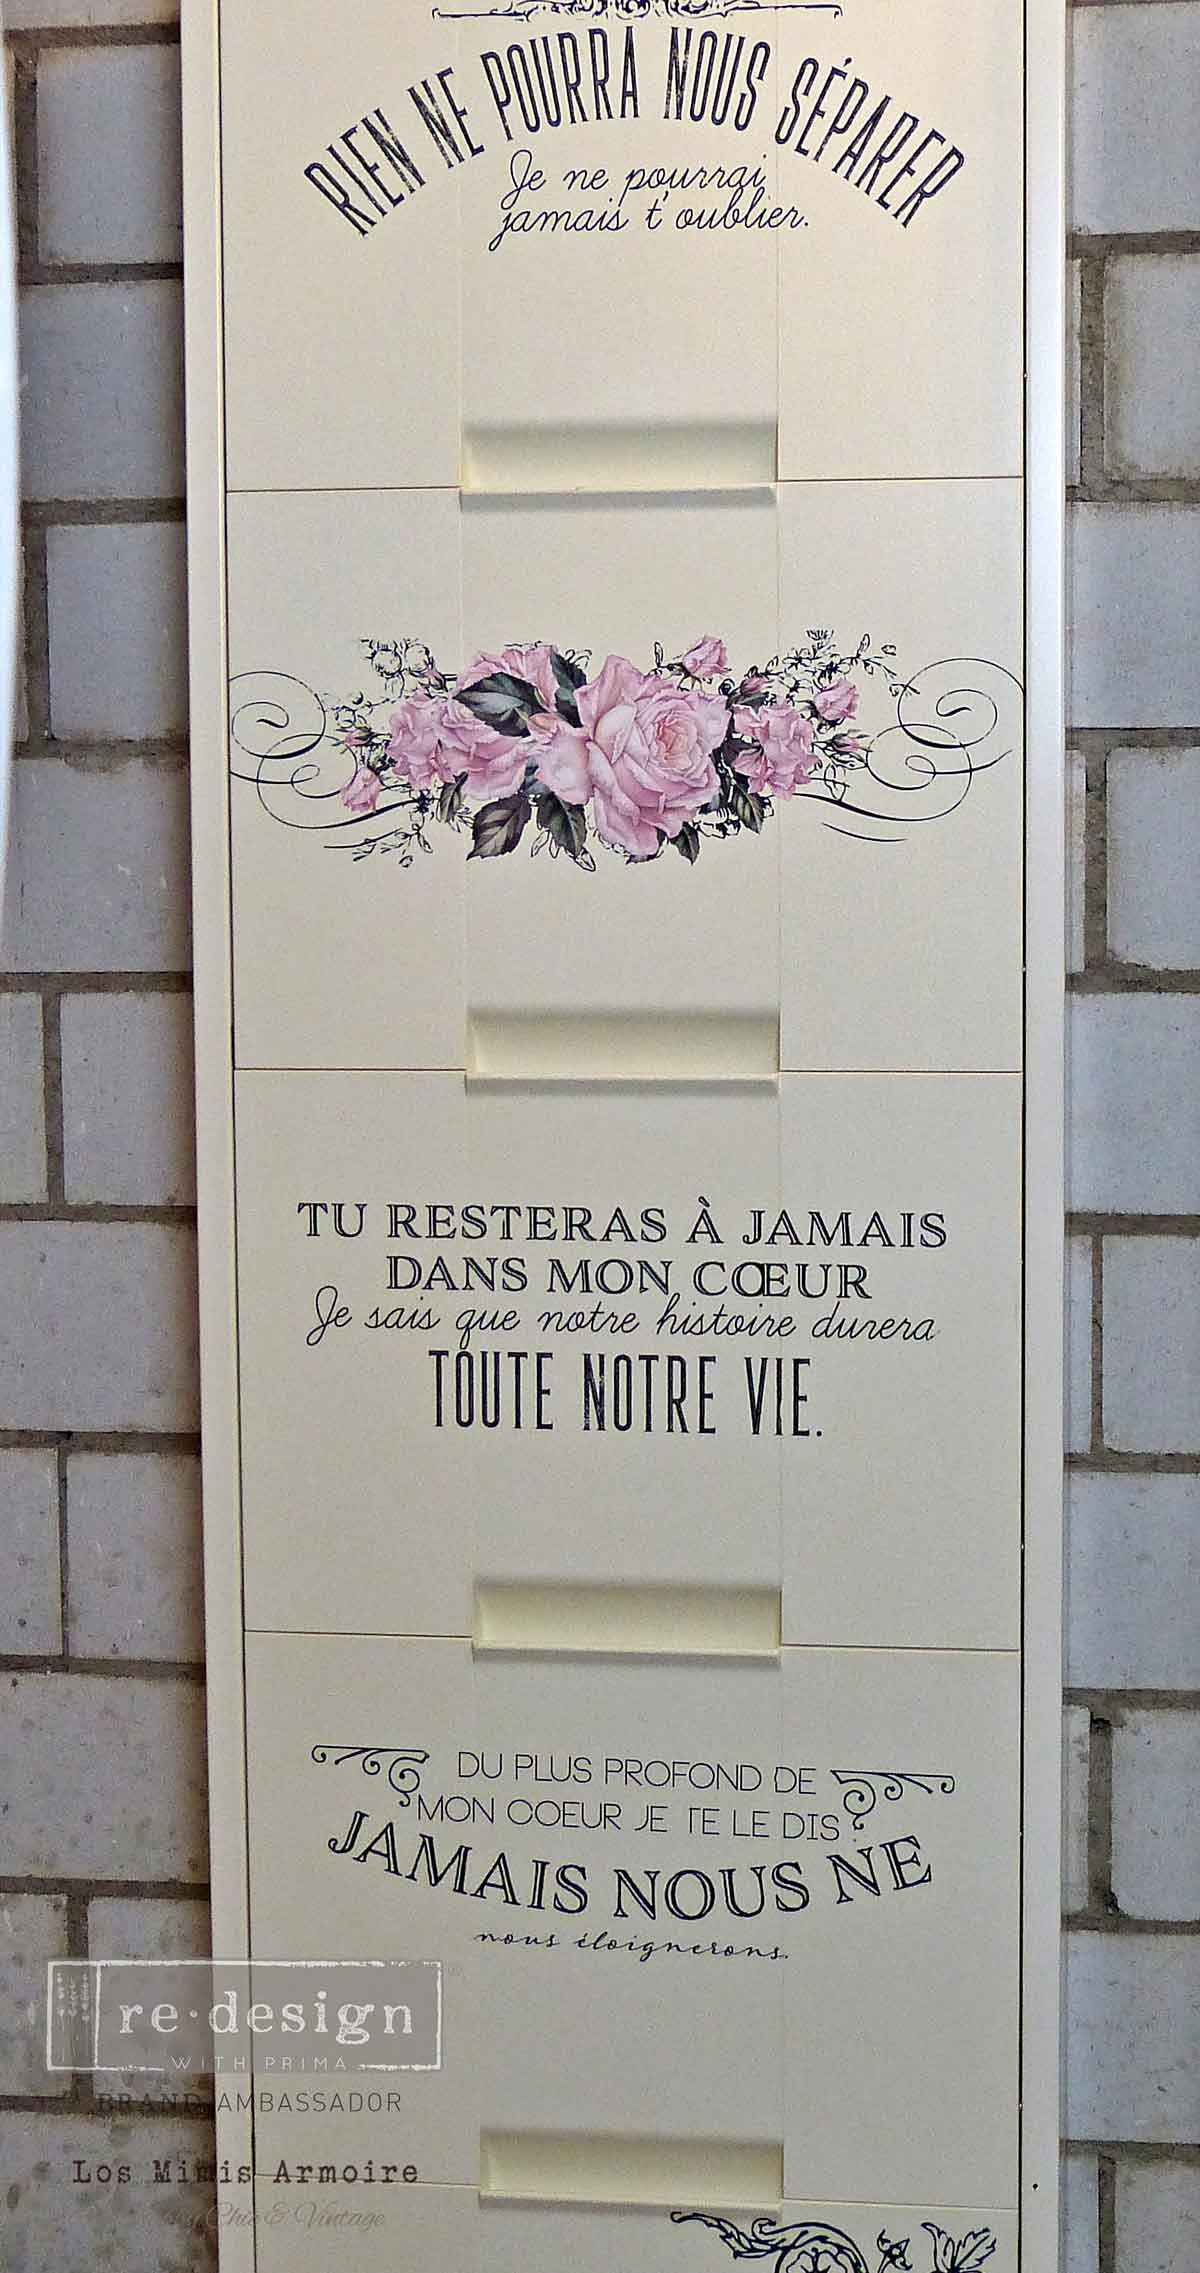 RIEN NE POURRA NOUS SÉPARER
Je ne pourrai
jamais t'oublier.
TU RESTERAS À JAMAIS
DANS MON CŒUR
Je sais que notre histoire durera
TOUTE NOTRE VIE.
DU PLUS PROFOND DE
MON COEUR JE TE LE DIS
JAMAIS NOUS NE
nous éloignerons.
re·design
WITH PRIMA
BRAND AMBASSADOR
Los Mimis Armoire
Chic & Vintage